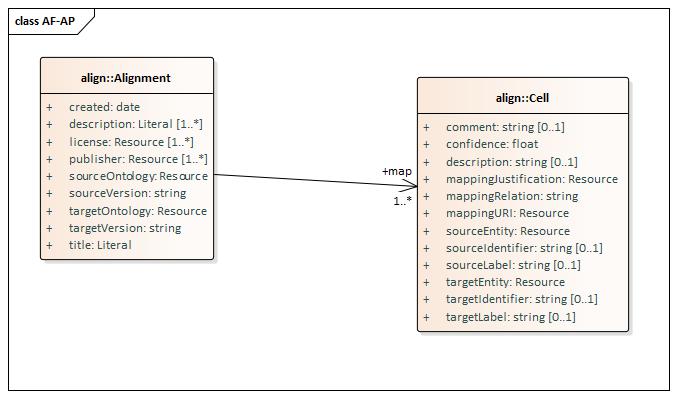 class AF-AP
align::Alignment
+ created: date
+ description: Literal [1..*]
+ license: Resource [1..*]
+ publisher: Resource [1..*]
+ sourceOntology: Resource
+ sourceVersion: string
+ targetOntology: Resource
+ targetVersion: string
+ title: Literal
+map
1..*
align::Cell
+ comment: string [0..1]
+ confidence: float
+ description: string [0..1]
+ mappingJustification: Resource
+ mappingRelation: string
+ mappingURI: Resource
+ sourceEntity: Resource
+ sourceIdentifier: string [0..1]
+ sourceLabel: string [0..1]
+ targetEntity: Resource
+ targetIdentifier: string [0..1]
+ targetLabel: string [0..1]